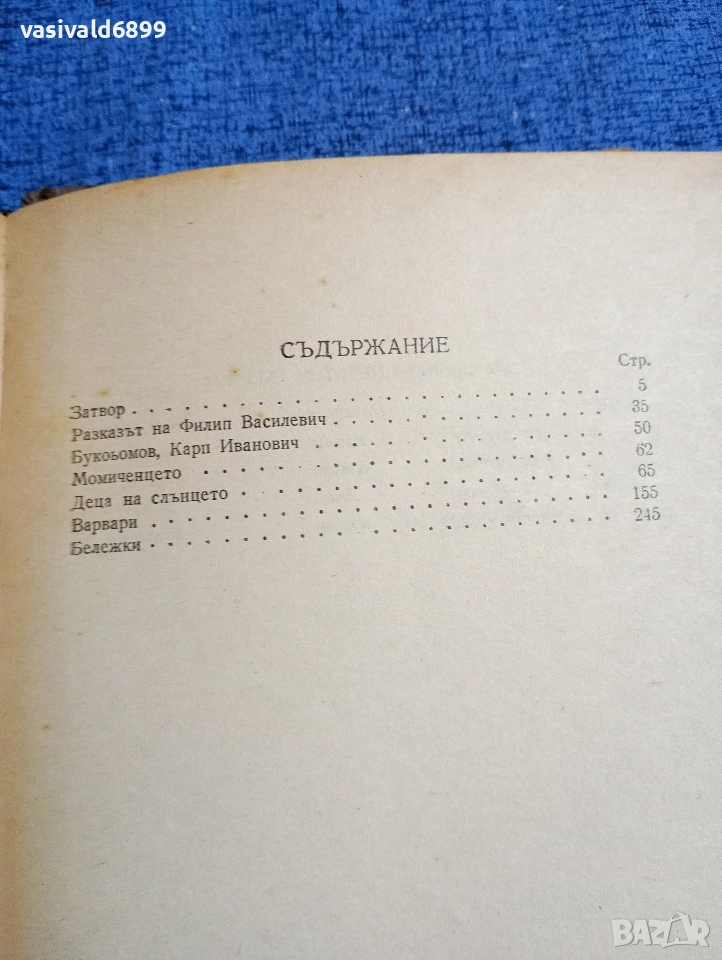 vasivald6899
СЪДЪРЖАНИЕ
Стр.
Затвор . . . . . . . . . . . . . . . . . . . . 5
Разказът на Филип Василевич . . . . . . . . . . . 35
Букоьомов, Карп Иванович . . . . . . . . . . . . 50
Момиченцето . . . . . . . . . . . . . . . . . . 62
Деца на слънцето . . . . . . . . . . . . . . . . 65
Варвари . . . . . . . . . . . . . . . . . . . . 155
Бележки . . . . . . . . . . . . . . . . . . . . 245
BAZAR